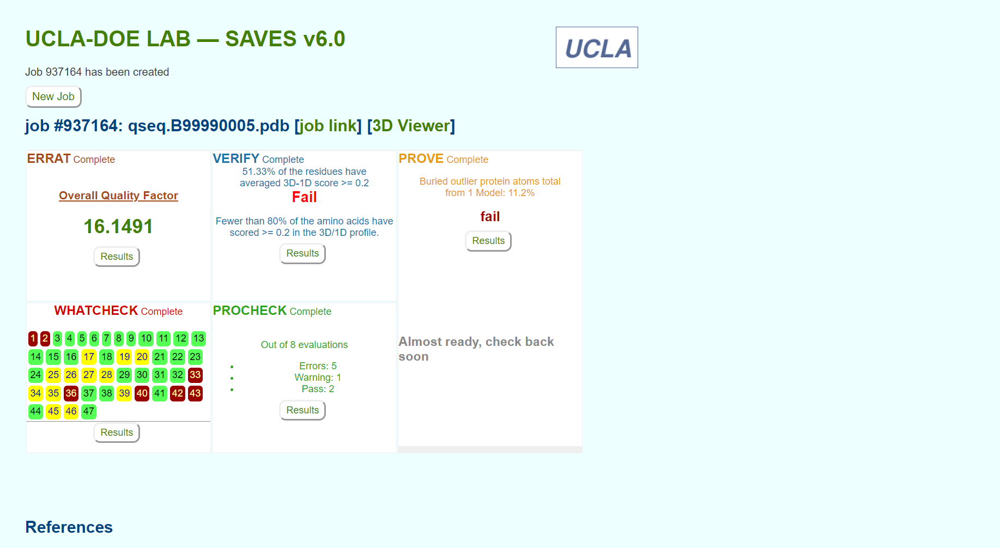 UCLA-DOE LAB — SAVES v6.0
UCLA
Job 937164 has been created
New Job
job #937164: qseq.B99990005.pdb [job link] [3D Viewer]
ERRAT Complete
Overall Quality Factor
16.1491
Results
VERIFY Complete
51.33% of the residues have
averaged 3D-1D score >= 0.2
Fail
Fewer than 80% of the amino acids have
scored >= 0.2 in the 3D/1D profile.
Results
PROVE Complete
Buried outlier protein atoms total
from 1 Model: 11.2%
fail
Results
WHATCHECK Complete
1 2 3 4 5 6 7 8 9 10 11 12 13
14 15 16 17 18 19 20 21 22 23
24 25 26 27 28 29 30 31 32 33
34 35 36 37 38 39 40 41 42 43
44 45 46 47
Results
PROCHECK Complete
Out of 8 evaluations
• Errors: 5
• Warning: 1
• Pass: 2
Results
Almost ready, check back
soon
References